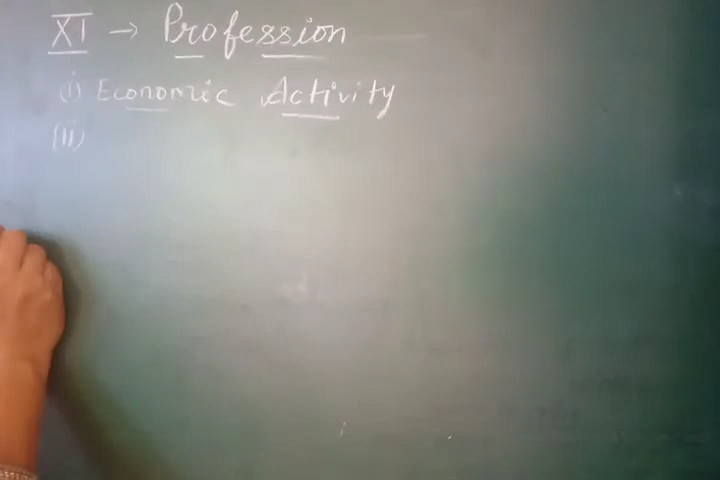 XI → Profession
(i) Economic Activity
(ii)